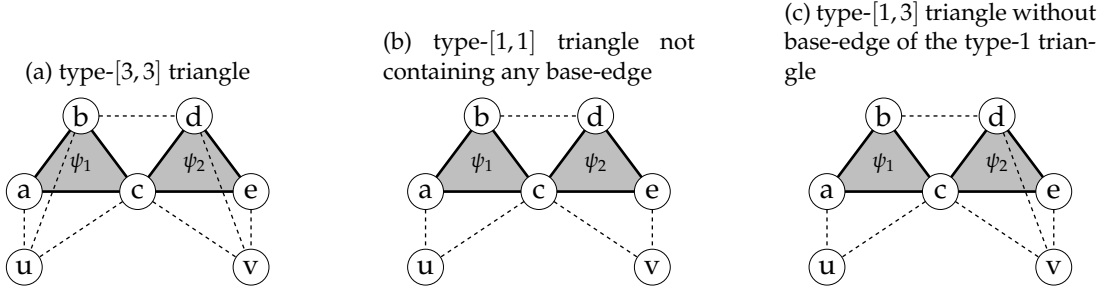 (a) type-[3, 3] triangle
b
d
ψ1
ψ2
a
c
e
u
v
(b) type-[1, 1] triangle not
containing any base-edge
b
d
ψ1
ψ2
a
c
e
u
v
(c) type-[1, 3] triangle without
base-edge of the type-1 trian-
gle
b
d
ψ1
ψ2
a
c
e
u
v